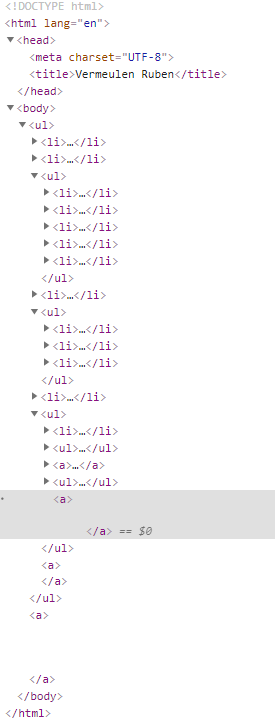 <!DOCTYPE html>
<html lang="en">
▼<head>
<meta charset="UTF-8">
<title>Vermeulen Ruben</title>
</head>
▼<body>
▼<ul>
▶<li>…</li>
▶<li>…</li>
▼<ul>
▶<li>…</li>
▶<li>…</li>
▶<li>…</li>
▶<li>…</li>
▶<li>…</li>
</ul>
▶<li>…</li>
▼<ul>
▶<li>…</li>
▶<li>…</li>
▶<li>…</li>
</ul>
▶<li>…</li>
▼<ul>
▶<li>…</li>
▶<ul>…</ul>
▶<a>…</a>
▶<ul>…</ul>
<a>
</a> == $0
</ul>
<a>
</a>
</ul>
<a>
</a>
</body>
</html>